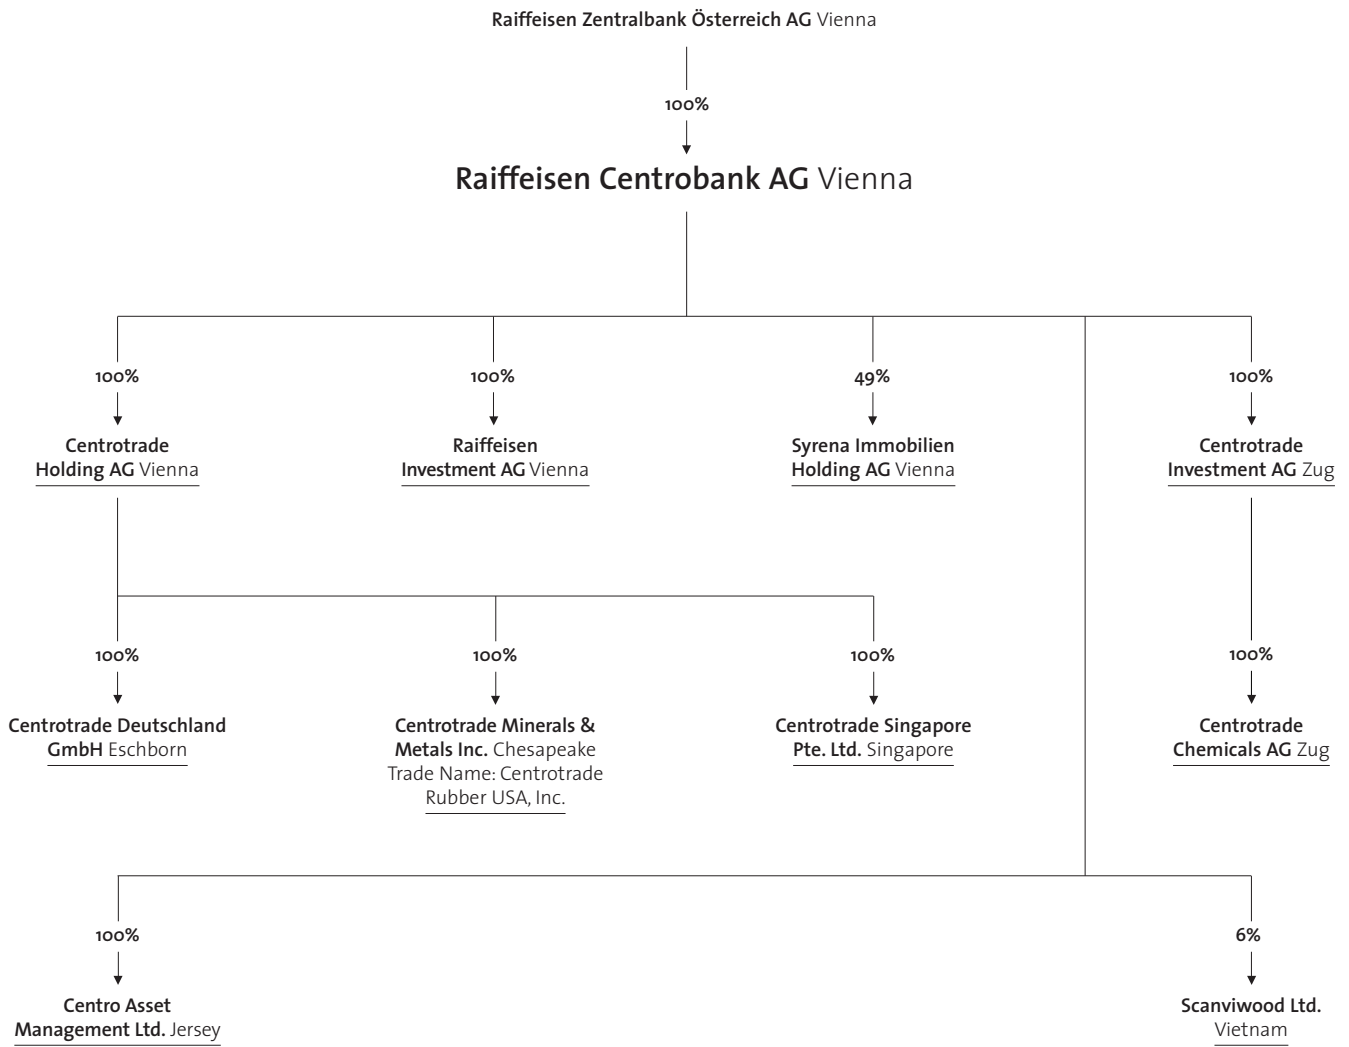 Raiffeisen Zentralbank Österreich AG Vienna
100%
Raiffeisen Centrobank AG Vienna
100%
100%
49%
100%
Centrotrade
Holding AG Vienna
Raiffeisen
Investment AG Vienna
Syrena Immobilien
Holding AG Vienna
Centrotrade
Investment AG Zug
100%
100%
100%
100%
Centrotrade Deutschland
GmbH Eschborn
Centrotrade Minerals &
Metals Inc. Chesapeake
Trade Name: Centrotrade
Rubber USA, Inc.
Centrotrade Singapore
Pte. Ltd. Singapore
Centrotrade
Chemicals AG Zug
100%
6%
Centro Asset
Management Ltd. Jersey
Scanviwood Ltd.
Vietnam